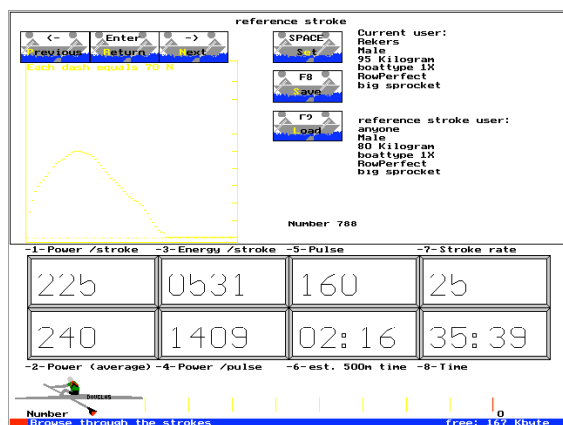 reference stroke
<- Enter ->
Previous Return Next
Each dash equals 70 N
SPACE
Set
F8
Save
F9
Load
Current user:
Rekers
Male
95 Kilogram
boattype 1X
RowPerfect
big sprocket
reference stroke user:
anyone
Male
80 Kilogram
boattype 1X
RowPerfect
big sprocket
Number 788
-1-Power /stroke -3-Energy /stroke -5-Pulse -7-Stroke rate
225 0531 160 25
240 1409 02:16 35:39
-2-Power (average) -4-Power /pulse -6-est. 500m time -8-Time
DOUGLAS
Number 0
Browse through the strokes free: 167 Kbyte